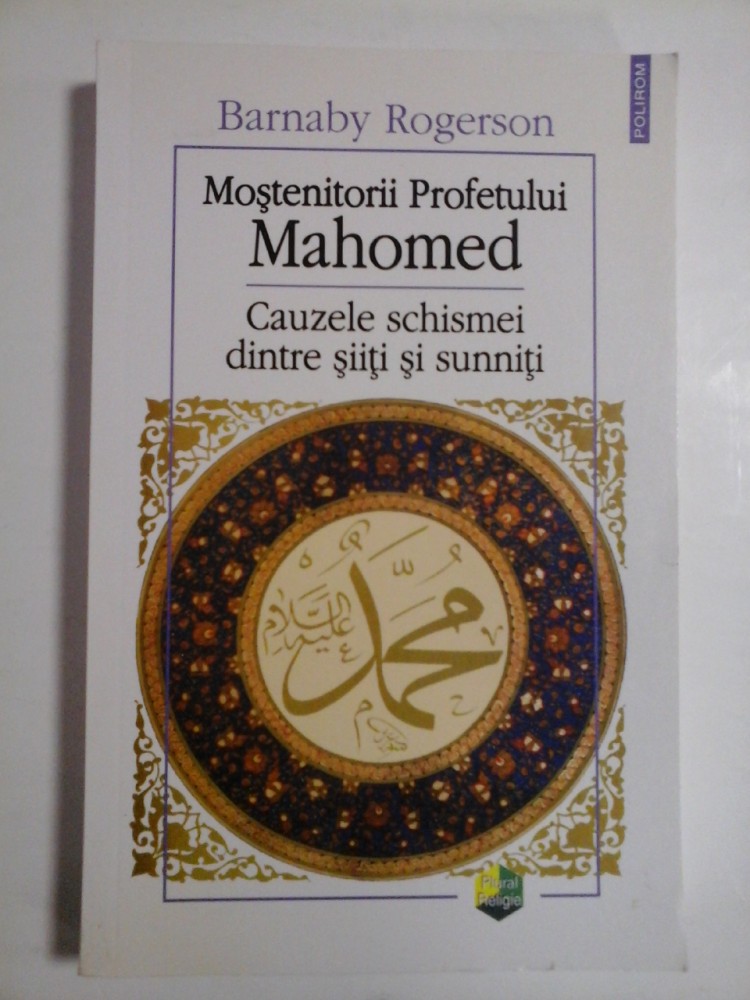 Barnaby Rogerson
POLIROM
Moştenitorii Profetului
Mahomed
Cauzele schismei
dintre şiiţi şi sunniţi
محمد
عليه السلام
Plural
Religie